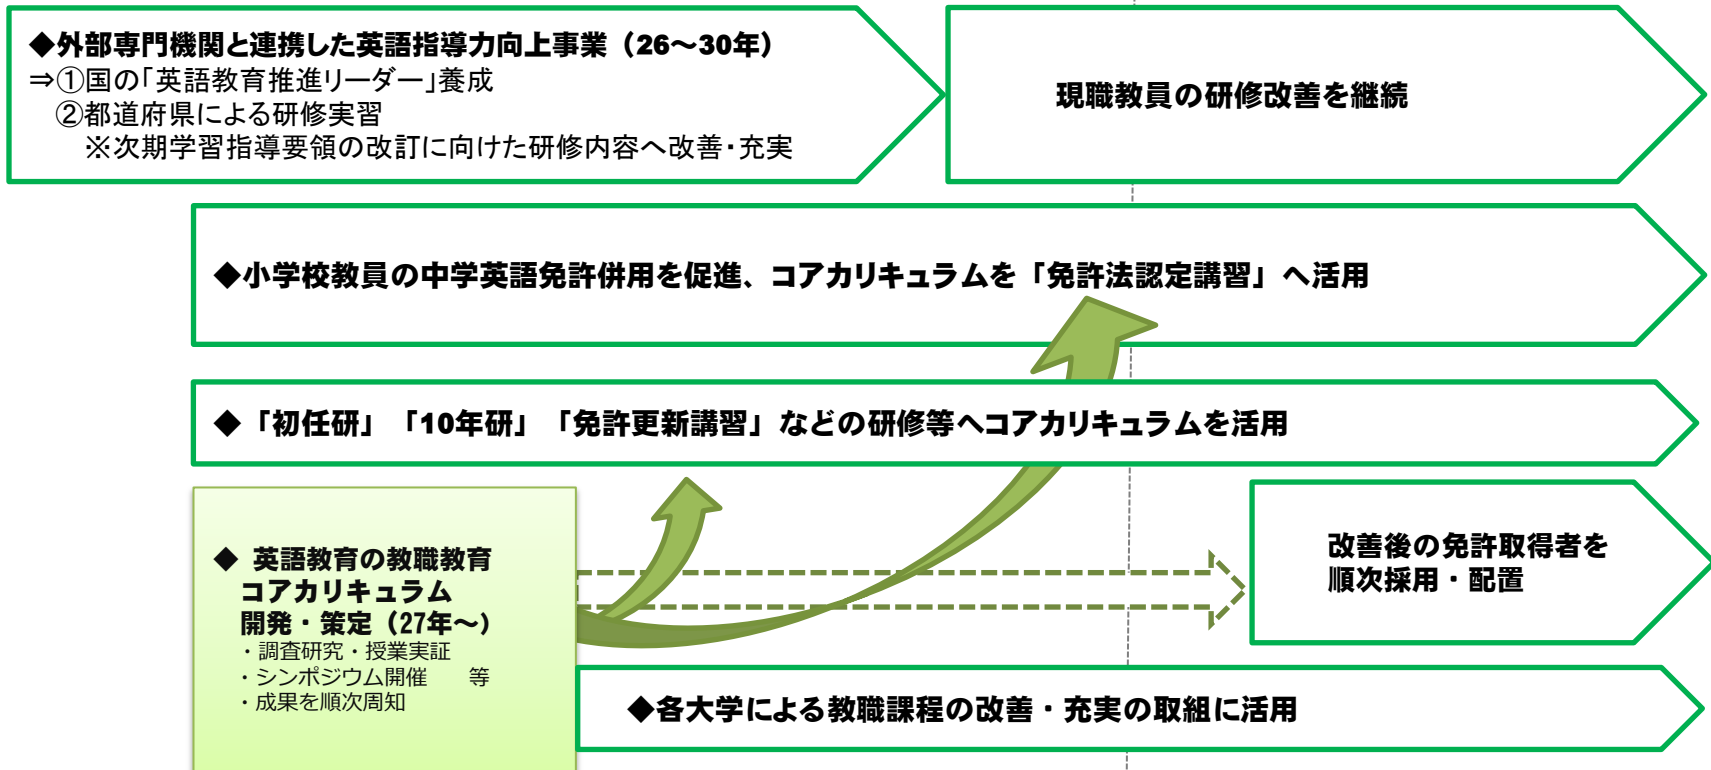 ◆外部専門機関と連携した英語指導力向上事業（26～30年）
⇒①国の「英語教育推進リーダー」養成
②都道府県による研修実習
※次期学習指導要領の改訂に向けた研修内容へ改善・充実
現職教員の研修改善を継続
◆小学校教員の中学英語免許併用を促進、コアカリキュラムを「免許法認定講習」へ活用
◆「初任研」「10年研」「免許更新講習」などの研修等へコアカリキュラムを活用
◆ 英語教育の教職教育
コアカリキュラム
開発・策定（27年～）
・調査研究・授業実証
・シンポジウム開催　　等
・成果を順次周知
改善後の免許取得者を
順次採用・配置
◆各大学による教職課程の改善・充実の取組に活用